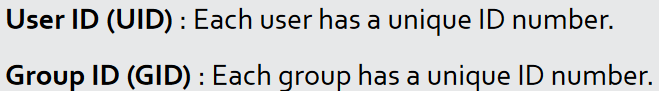 User ID (UID) : Each user has a unique ID number.
Group ID (GID) : Each group has a unique ID number.